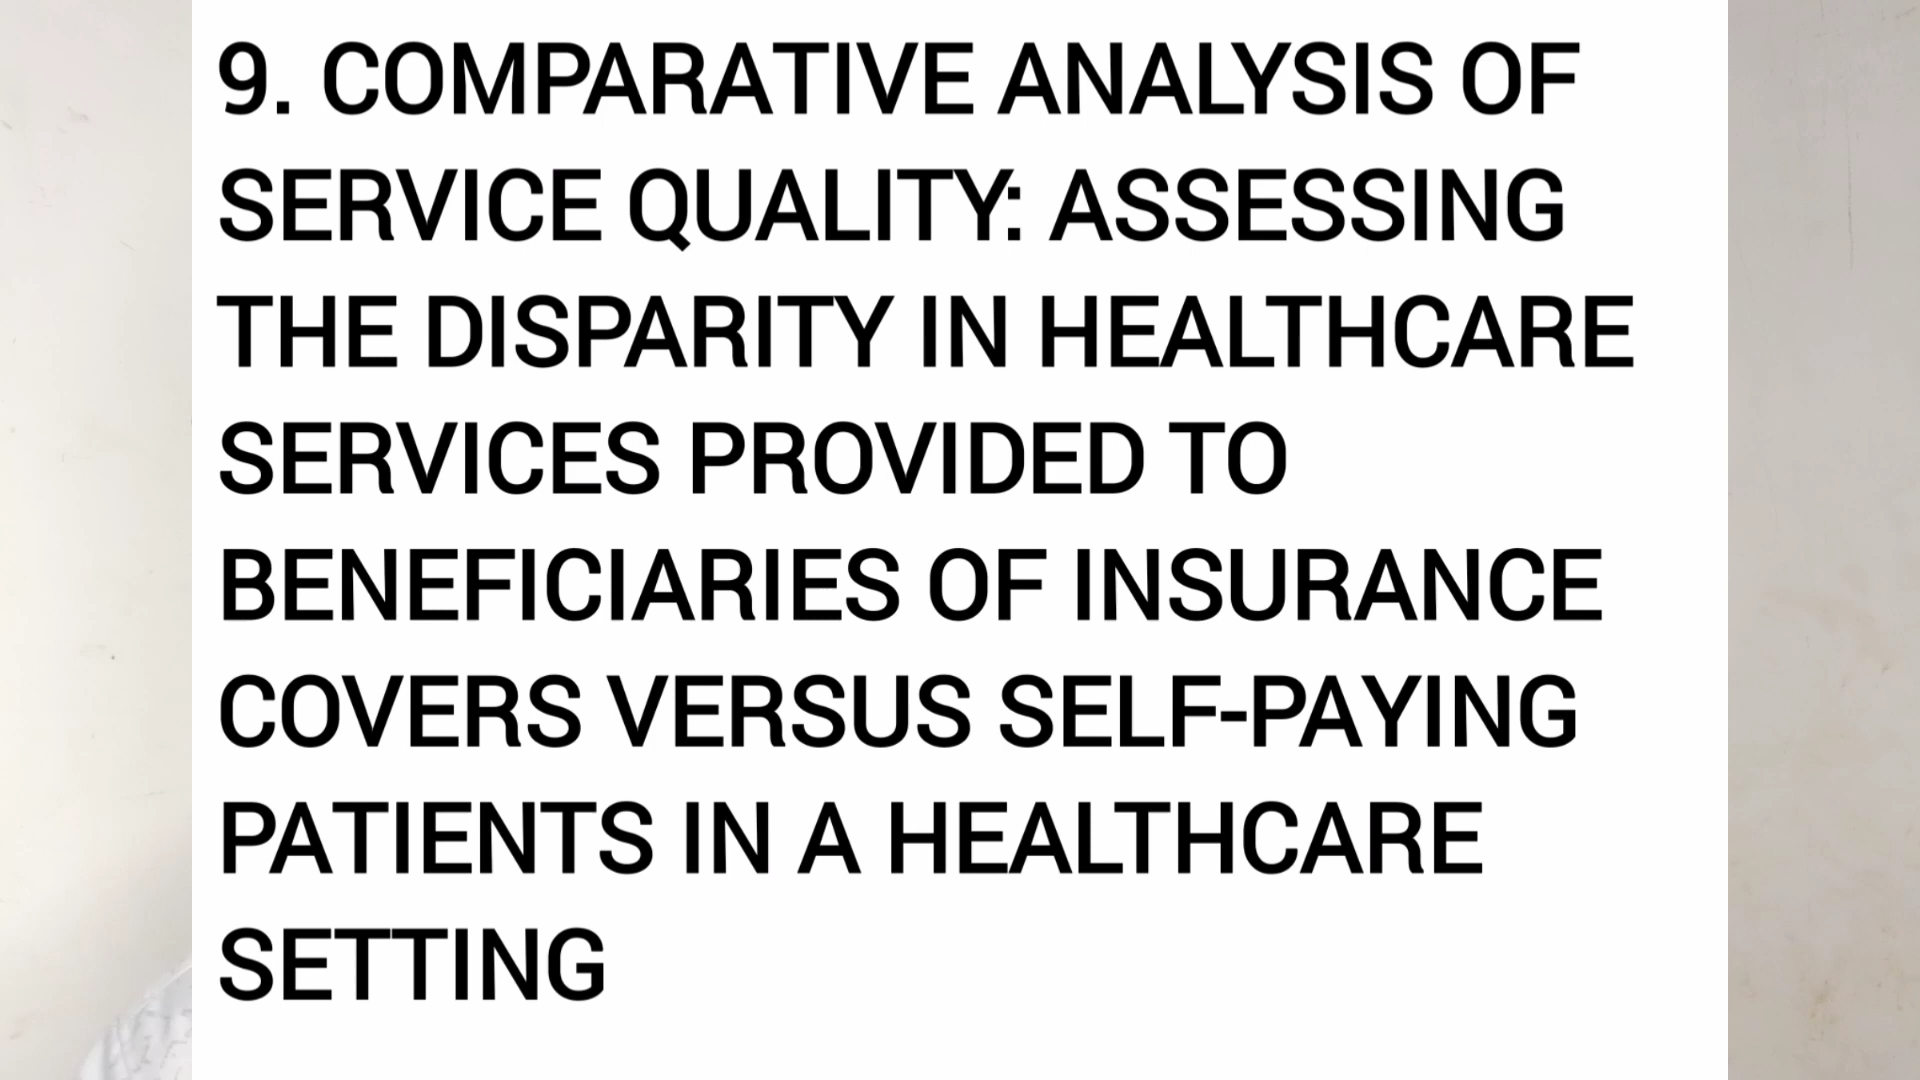 9. COMPARATIVE ANALYSIS OF
SERVICE QUALITY: ASSESSING
THE DISPARITY IN HEALTHCARE
SERVICES PROVIDED TO
BENEFICIARIES OF INSURANCE
COVERS VERSUS SELF-PAYING
PATIENTS IN A HEALTHCARE
SETTING